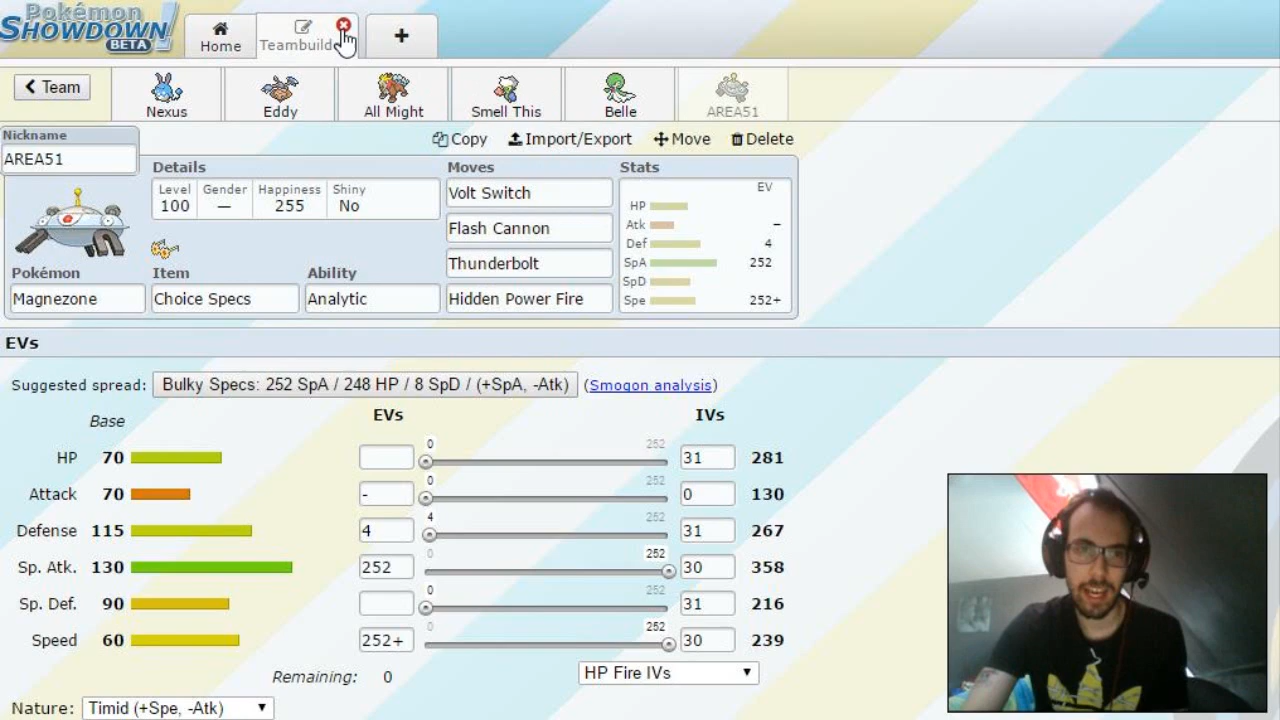 Pokémon
SHOWDOWN!
BETA
Home
Teambuild
+
Team
Nexus
Eddy
All Might
Smell This
Belle
AREA51
Nickname
AREA51
Copy
Import/Export
Move
Delete
Details
Moves
Stats
Level
Gender
Happiness
Shiny
100
—
255
No
Volt Switch
Flash Cannon
Thunderbolt
Hidden Power Fire
EV
HP
Atk –
Def 4
SpA 252
SpD
Spe 252+
Pokémon
Item
Ability
Magnezone
Choice Specs
Analytic
EVs
Suggested spread: Bulky Specs: 252 SpA / 248 HP / 8 SpD / (+SpA, -Atk) (Smogon analysis)
Base EVs IVs
0 252
HP 70 31 281
0 252
Attack 70 - 0 130
4 252
Defense 115 4 31 267
0 252
Sp. Atk. 130 252 30 358
0 252
Sp. Def. 90 31 216
0 252
Speed 60 252+ 30 239
Remaining: 0
HP Fire IVs
Nature: Timid (+Spe, -Atk)